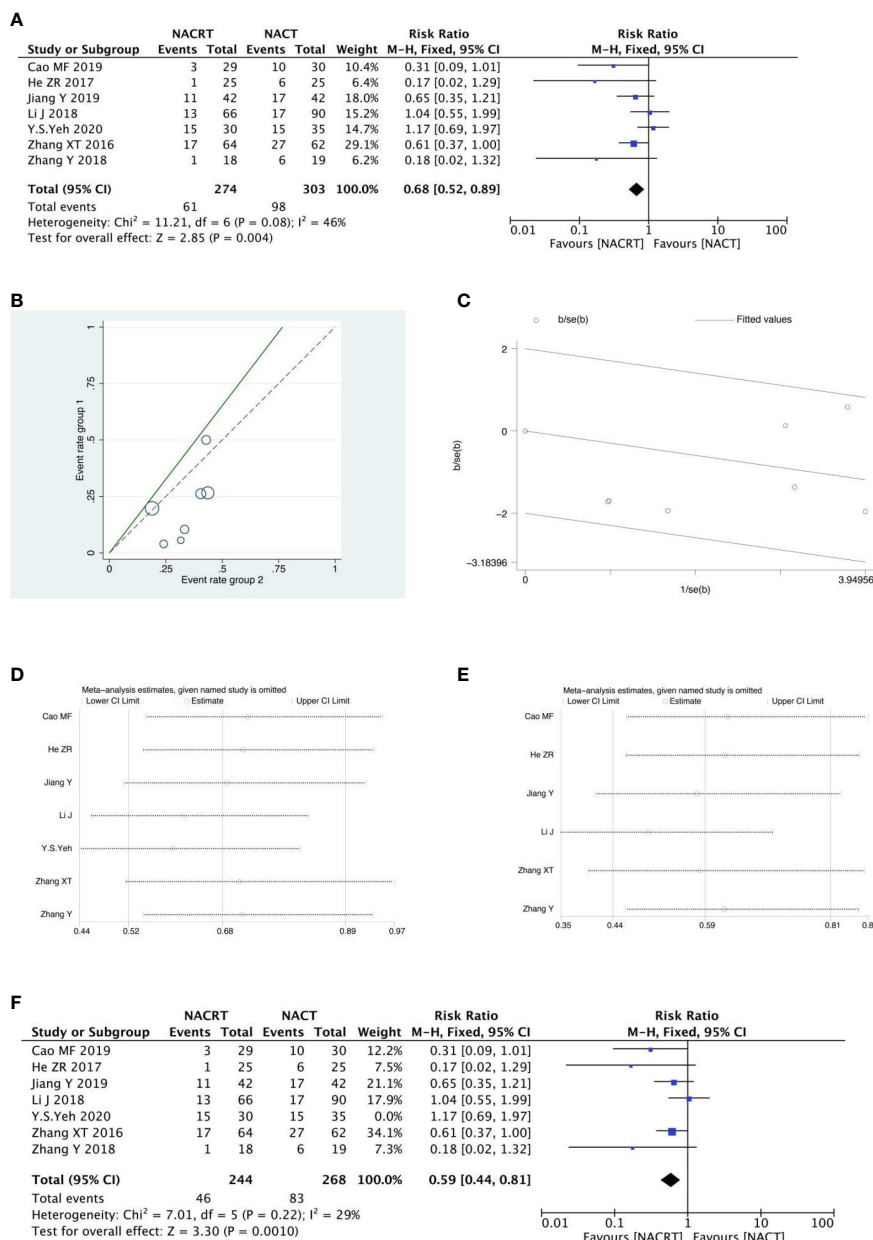 A
NACRT NACT Risk Ratio Risk Ratio
Study or Subgroup Events Total Events Total Weight M-H, Fixed, 95% CI M-H, Fixed, 95% CI
Cao MF 2019 3 29 10 30 10.4% 0.31 [0.09, 1.01]
He ZR 2017 1 25 6 25 6.4% 0.17 [0.02, 1.29]
Jiang Y 2019 11 42 17 42 18.0% 0.65 [0.35, 1.21]
Li J 2018 13 66 17 90 15.2% 1.04 [0.55, 1.99]
Y.S.Yeh 2020 15 30 15 35 14.7% 1.17 [0.69, 1.97]
Zhang XT 2016 17 64 27 62 29.1% 0.61 [0.37, 1.00]
Zhang Y 2018 1 18 6 19 6.2% 0.18 [0.02, 1.32]
Total (95% CI) 274 303 100.0% 0.68 [0.52, 0.89]
Total events 61 98
Heterogeneity: Chi² = 11.21, df = 6 (P = 0.08); I² = 46%
Test for overall effect: Z = 2.85 (P = 0.004)
0.01 0.1 1 10 100
Favours [NACRT] Favours [NACT]
B
Event rate group 1
1
.75
.5
.25
0
0 .25 .5 .75 1
Event rate group 2
C
b/se(b) Fitted values
b/se(b)
2
0
−2
−3.18396
0 3.94956
1/se(b)
D
Meta-analysis estimates, given named study is omitted
Lower CI Limit Estimate Upper CI Limit
Cao MF
He ZR
Jiang Y
Li J
Y.S.Yeh
Zhang XT
Zhang Y
0.44 0.52 0.68 0.89 0.97
E
Meta-analysis estimates, given named study is omitted
Lower CI Limit Estimate Upper CI Limit
Cao MF
He ZR
Jiang Y
Li J
Zhang XT
Zhang Y
0.35 0.44 0.59 0.81
F
NACRT NACT Risk Ratio Risk Ratio
Study or Subgroup Events Total Events Total Weight M-H, Fixed, 95% CI M-H, Fixed, 95% CI
Cao MF 2019 3 29 10 30 12.2% 0.31 [0.09, 1.01]
He ZR 2017 1 25 6 25 7.5% 0.17 [0.02, 1.29]
Jiang Y 2019 11 42 17 42 21.1% 0.65 [0.35, 1.21]
Li J 2018 13 66 17 90 17.9% 1.04 [0.55, 1.99]
Y.S.Yeh 2020 15 30 15 35 0.0% 1.17 [0.69, 1.97]
Zhang XT 2016 17 64 27 62 34.1% 0.61 [0.37, 1.00]
Zhang Y 2018 1 18 6 19 7.3% 0.18 [0.02, 1.32]
Total (95% CI) 244 268 100.0% 0.59 [0.44, 0.81]
Total events 46 83
Heterogeneity: Chi² = 7.01, df = 5 (P = 0.22); I² = 29%
Test for overall effect: Z = 3.30 (P = 0.0010)
0.01 0.1 1 10 100
Favours [NACRT] Favours [NACT]